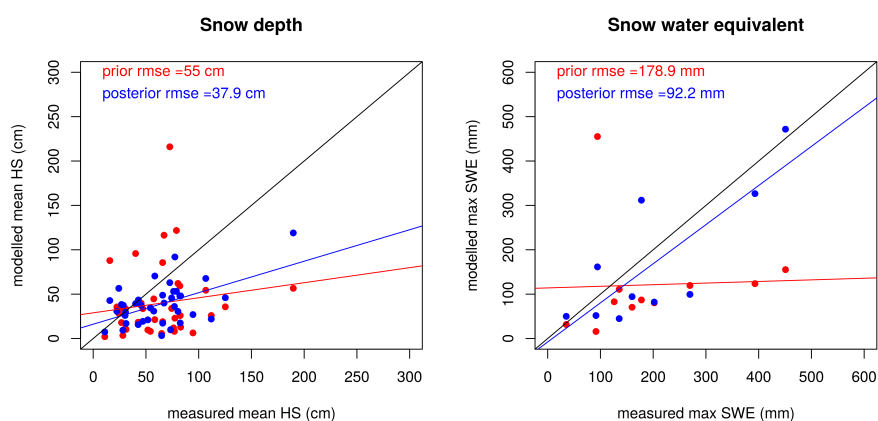 Snow depth
prior rmse =55 cm
posterior rmse =37.9 cm
modelled mean HS (cm)
300
250
200
150
100
50
0
0 50 100 150 200 250 300
measured mean HS (cm)
Snow water equivalent
prior rmse =178.9 mm
posterior rmse =92.2 mm
modelled max SWE (mm)
600
500
400
300
200
100
0
0 100 200 300 400 500 600
measured max SWE (mm)